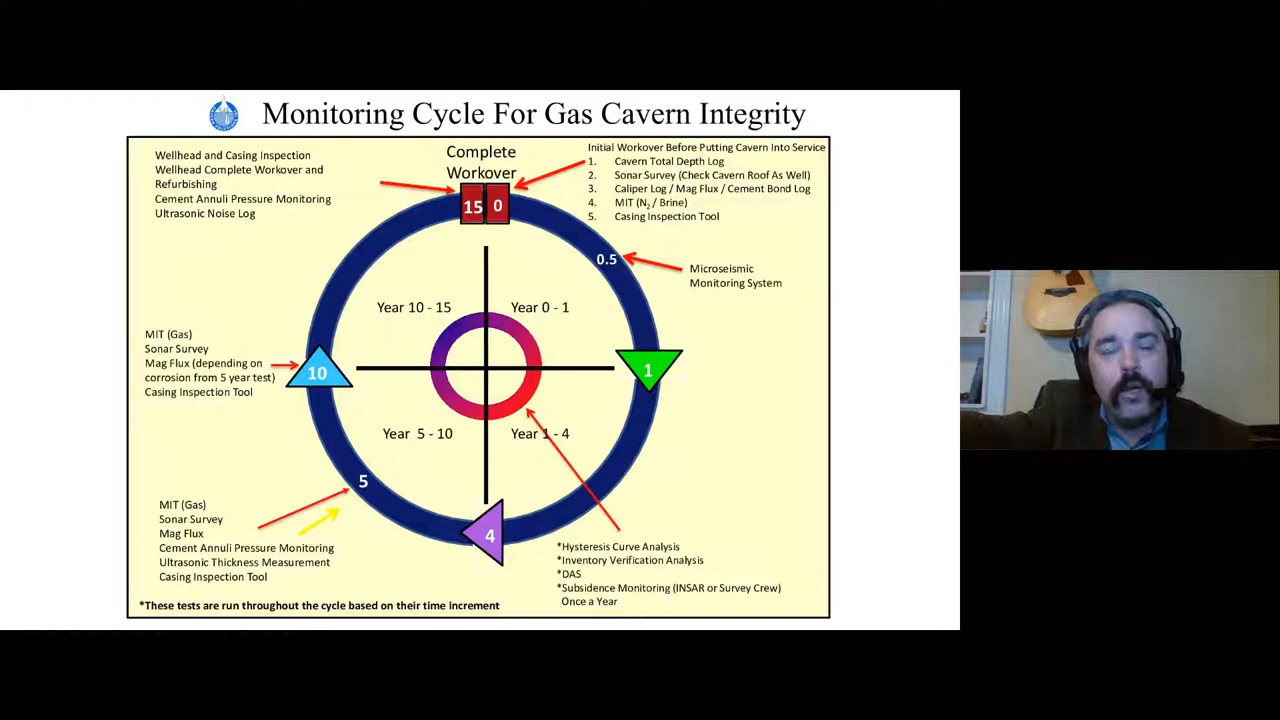 Monitoring Cycle For Gas Cavern Integrity
Wellhead and Casing Inspection
Wellhead Complete Workover and
Refurbishing
Cement Annuli Pressure Monitoring
Ultrasonic Noise Log
Complete
Workover
Initial Workover Before Putting Cavern Into Service
1. Cavern Total Depth Log
2. Sonar Survey (Check Cavern Roof As Well)
3. Caliper Log / Mag Flux / Cement Bond Log
4. MIT (N2 / Brine)
5. Casing Inspection Tool
15 0
0.5
Microseismic
Monitoring System
Year 10 - 15
Year 0 - 1
MIT (Gas)
Sonar Survey
Mag Flux (depending on
corrosion from 5 year test)
Casing Inspection Tool
10
1
Year 5 - 10
Year 1 - 4
5
4
MIT (Gas)
Sonar Survey
Mag Flux
Cement Annuli Pressure Monitoring
Ultrasonic Thickness Measurement
Casing Inspection Tool
*Hysteresis Curve Analysis
*Inventory Verification Analysis
*DAS
*Subsidence Monitoring (INSAR or Survey Crew)
Once a Year
*These tests are run throughout the cycle based on their time increment